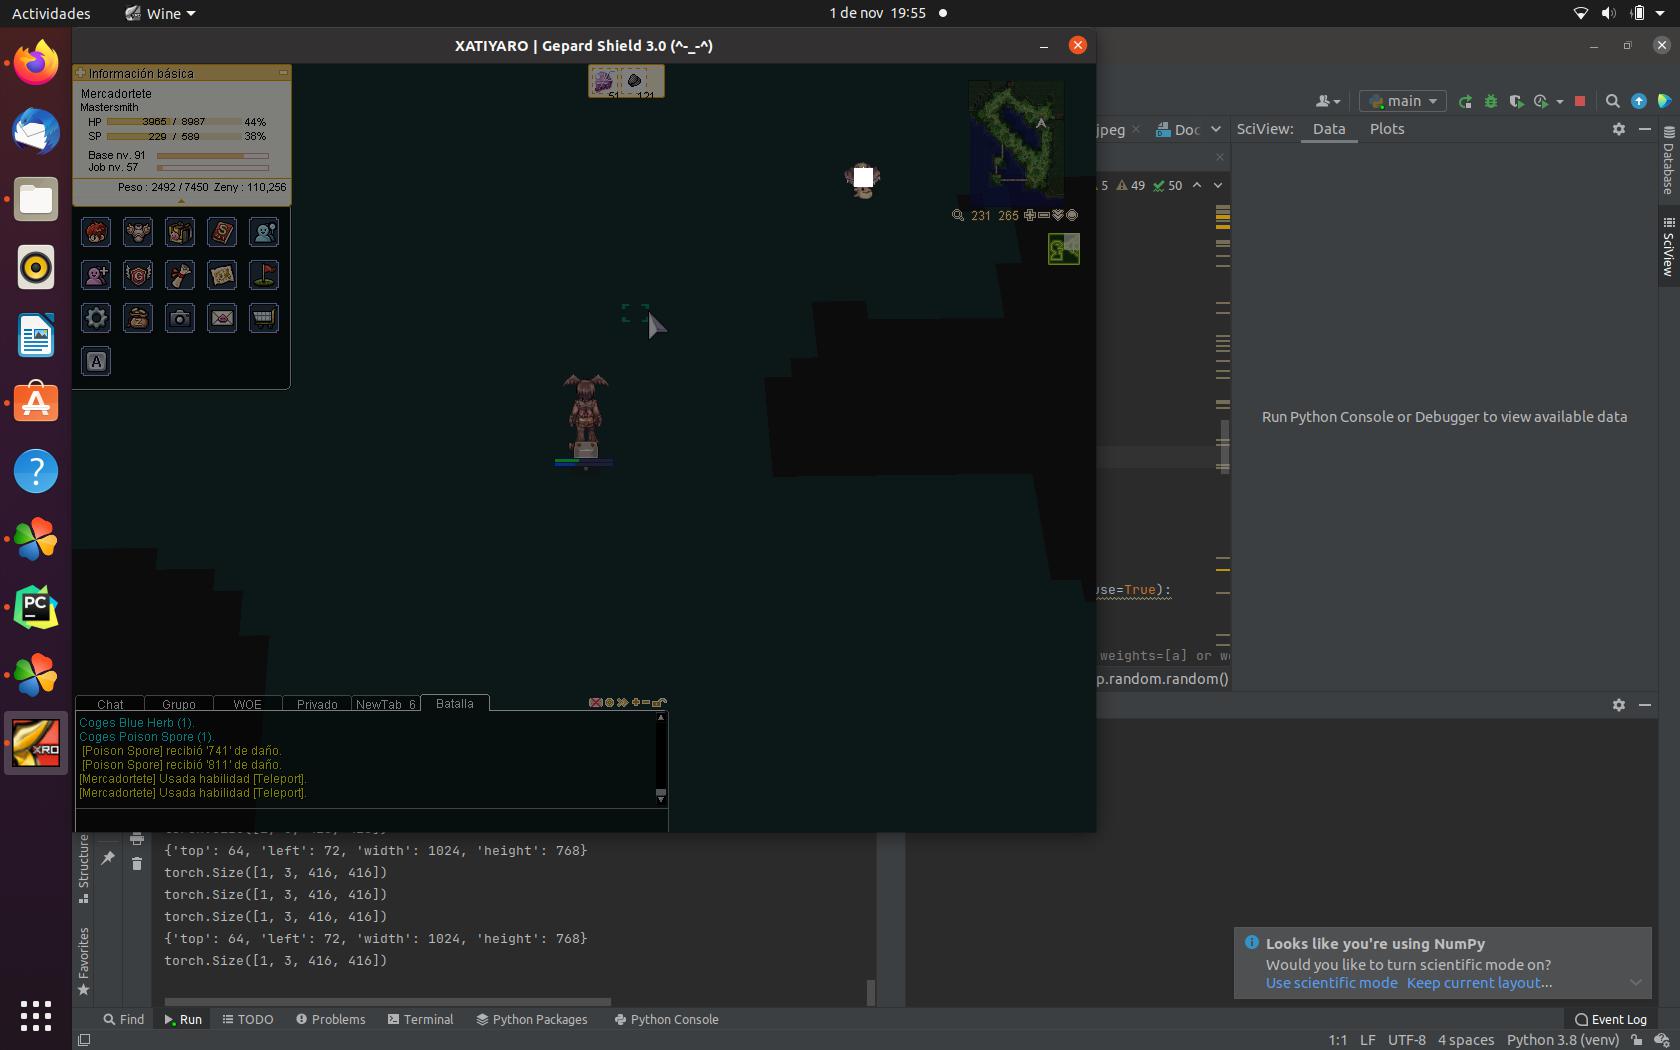 Actividades
Wine
1 de nov 19:55
XATIYARO | Gepard Shield 3.0 (^-_-^)
Información básica
Mercadortete
Mastersmith
HP 3965 / 8987 44%
SP 229 / 589 38%
Base nv. 91
Job nv. 57
Peso : 2492 / 7450 Zeny : 110,256
51 121
231 265
A
Chat Grupo WOE Privado NewTab 6 Batalla
Coges Blue Herb (1).
Coges Poison Spore (1).
[Poison Spore] recibió '741' de daño.
[Poison Spore] recibió '811' de daño.
[Mercadortete] Usada habilidad [Teleport].
[Mercadortete] Usada habilidad [Teleport].
main
jpeg
Doc
SciView: Data Plots
5 49 50
Database
SciView
Run Python Console or Debugger to view available data
use=True):
weights=[a] or we
p.random.random()
PC
XRO
Structure
Favorites
{'top': 64, 'left': 72, 'width': 1024, 'height': 768}
torch.Size([1, 3, 416, 416])
torch.Size([1, 3, 416, 416])
torch.Size([1, 3, 416, 416])
{'top': 64, 'left': 72, 'width': 1024, 'height': 768}
torch.Size([1, 3, 416, 416])
Looks like you're using NumPy
Would you like to turn scientific mode on?
Use scientific mode Keep current layout...
Find Run TODO Problems Terminal Python Packages Python Console
Event Log
1:1 LF UTF-8 4 spaces Python 3.8 (venv)